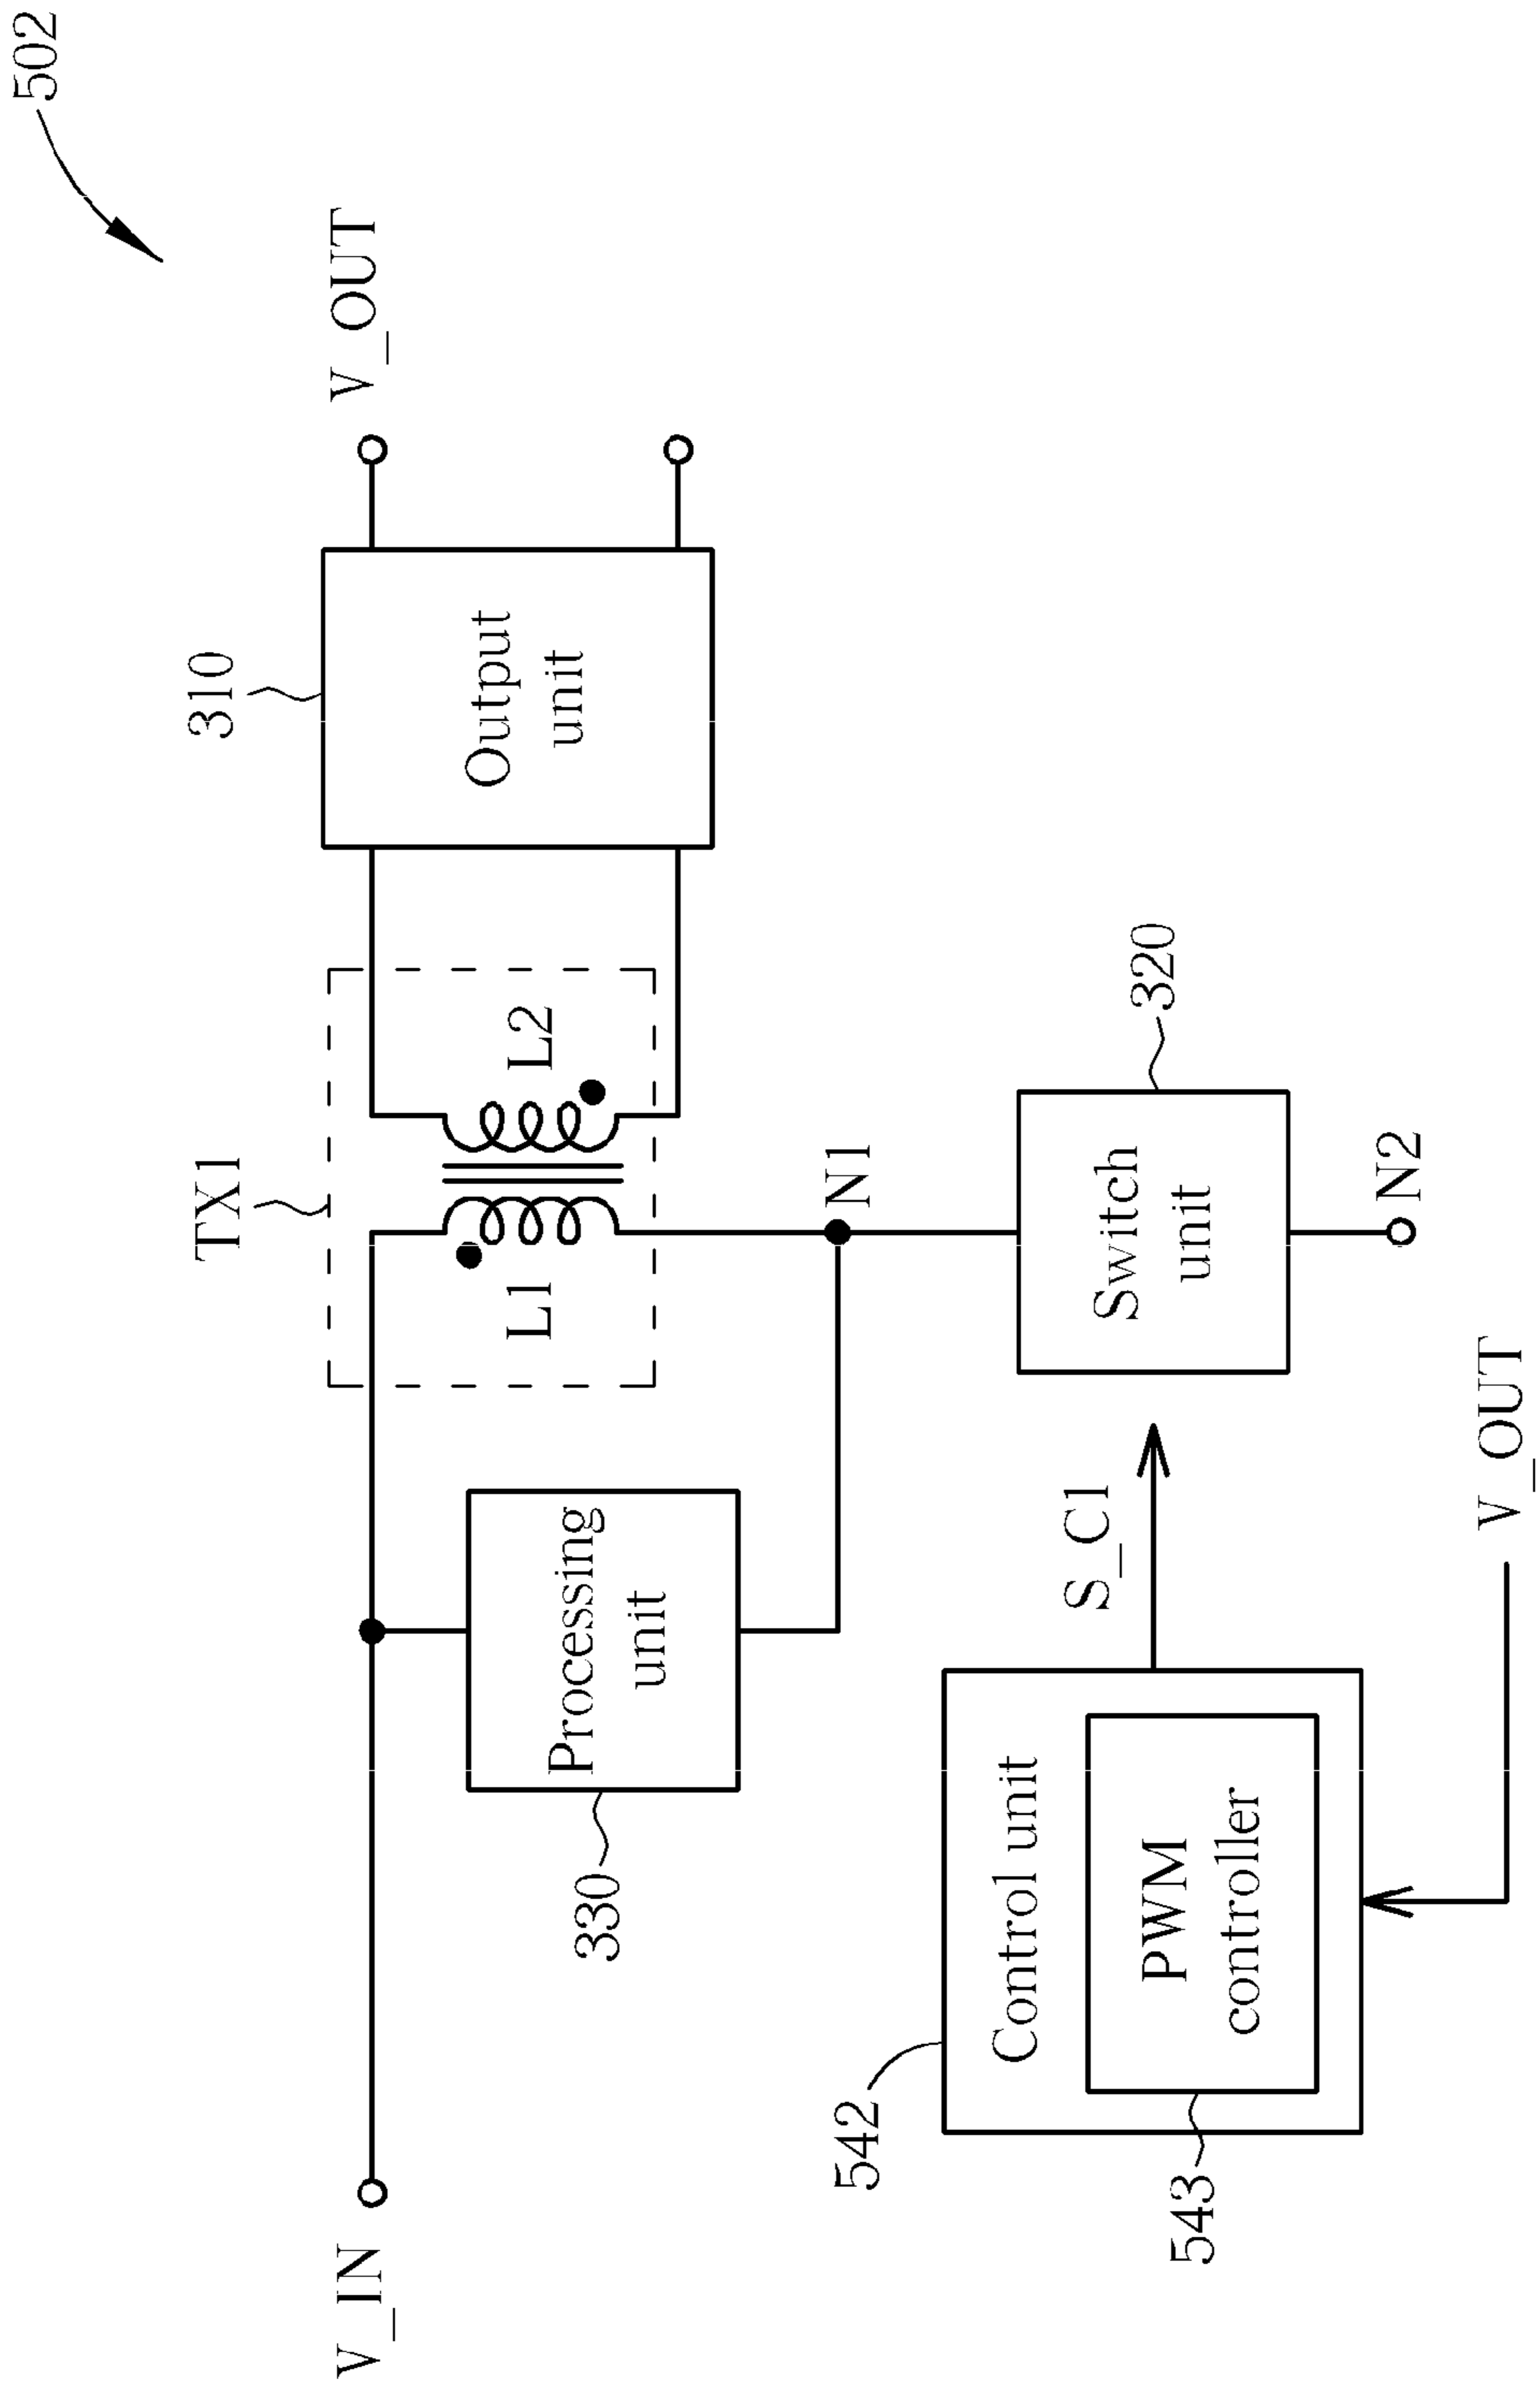 502
TX1
310
V_IN
V_OUT
L1
L2
Output
unit
330
Processing
unit
N1
542
Control unit
543
PWM
controller
S_C1
320
Switch
unit
N2
V_OUT